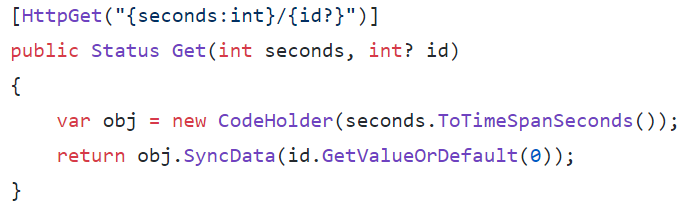 [HttpGet("{seconds:int}/{id?}")]
public Status Get(int seconds, int? id)
{
    var obj = new CodeHolder(seconds.ToTimeSpanSeconds());
    return obj.SyncData(id.GetValueOrDefault(0));
}